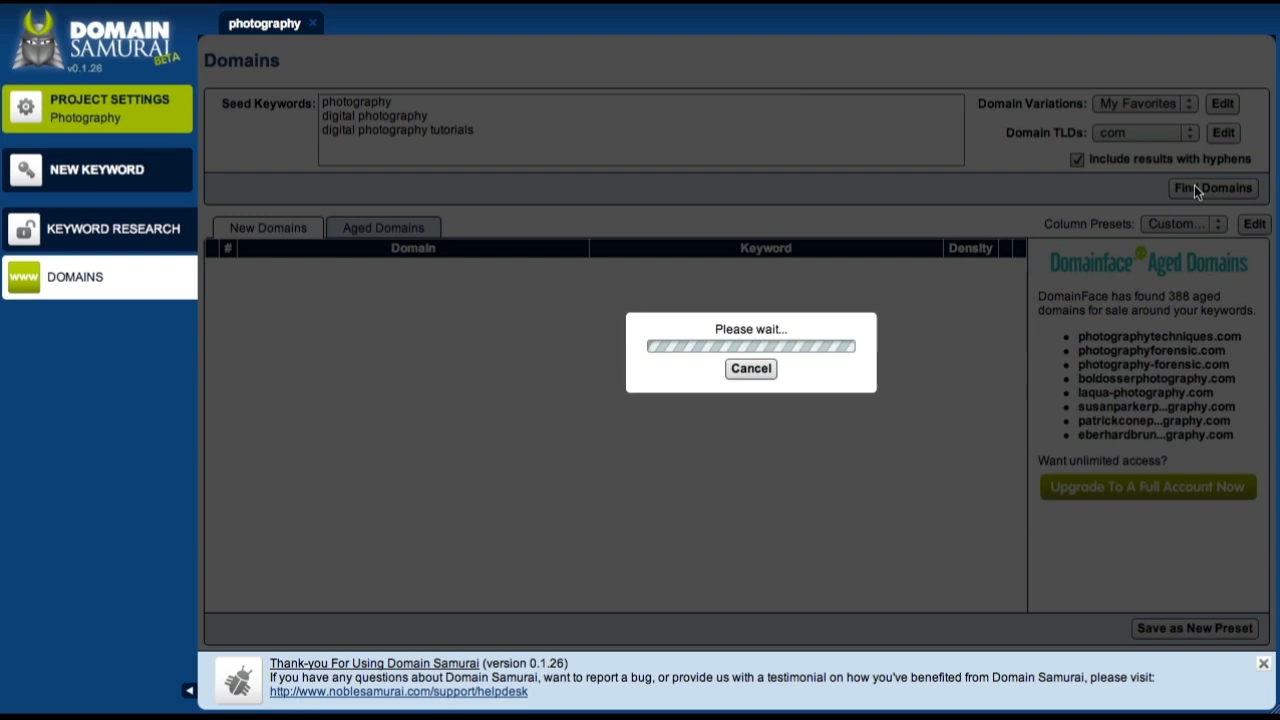 DOMAIN
SAMURAI
BETA
v0.1.26
photography
PROJECT SETTINGS
Photography
NEW KEYWORD
KEYWORD RESEARCH
www
DOMAINS
Domains
Seed Keywords:
photography
digital photography
digital photography tutorials
Domain Variations: My Favorites Edit
Domain TLDs: com Edit
Include results with hyphens
Find Domains
New Domains Aged Domains
Column Presets: Custom... Edit
# Domain Keyword Density
Please wait...
Cancel
Domainface Aged Domains
DomainFace has found 388 aged
domains for sale around your keywords.
photographytechniques.com
photographyforensic.com
photography-forensic.com
boldosserphotography.com
laqua-photography.com
susanparkerp...graphy.com
patrickconep...graphy.com
eberhardbrun...graphy.com
Want unlimited access?
Upgrade To A Full Account Now
Save as New Preset
Thank-you For Using Domain Samurai (version 0.1.26)
If you have any questions about Domain Samurai, want to report a bug, or provide us with a testimonial on how you've benefited from Domain Samurai, please visit:
http://www.noblesamurai.com/support/helpdesk